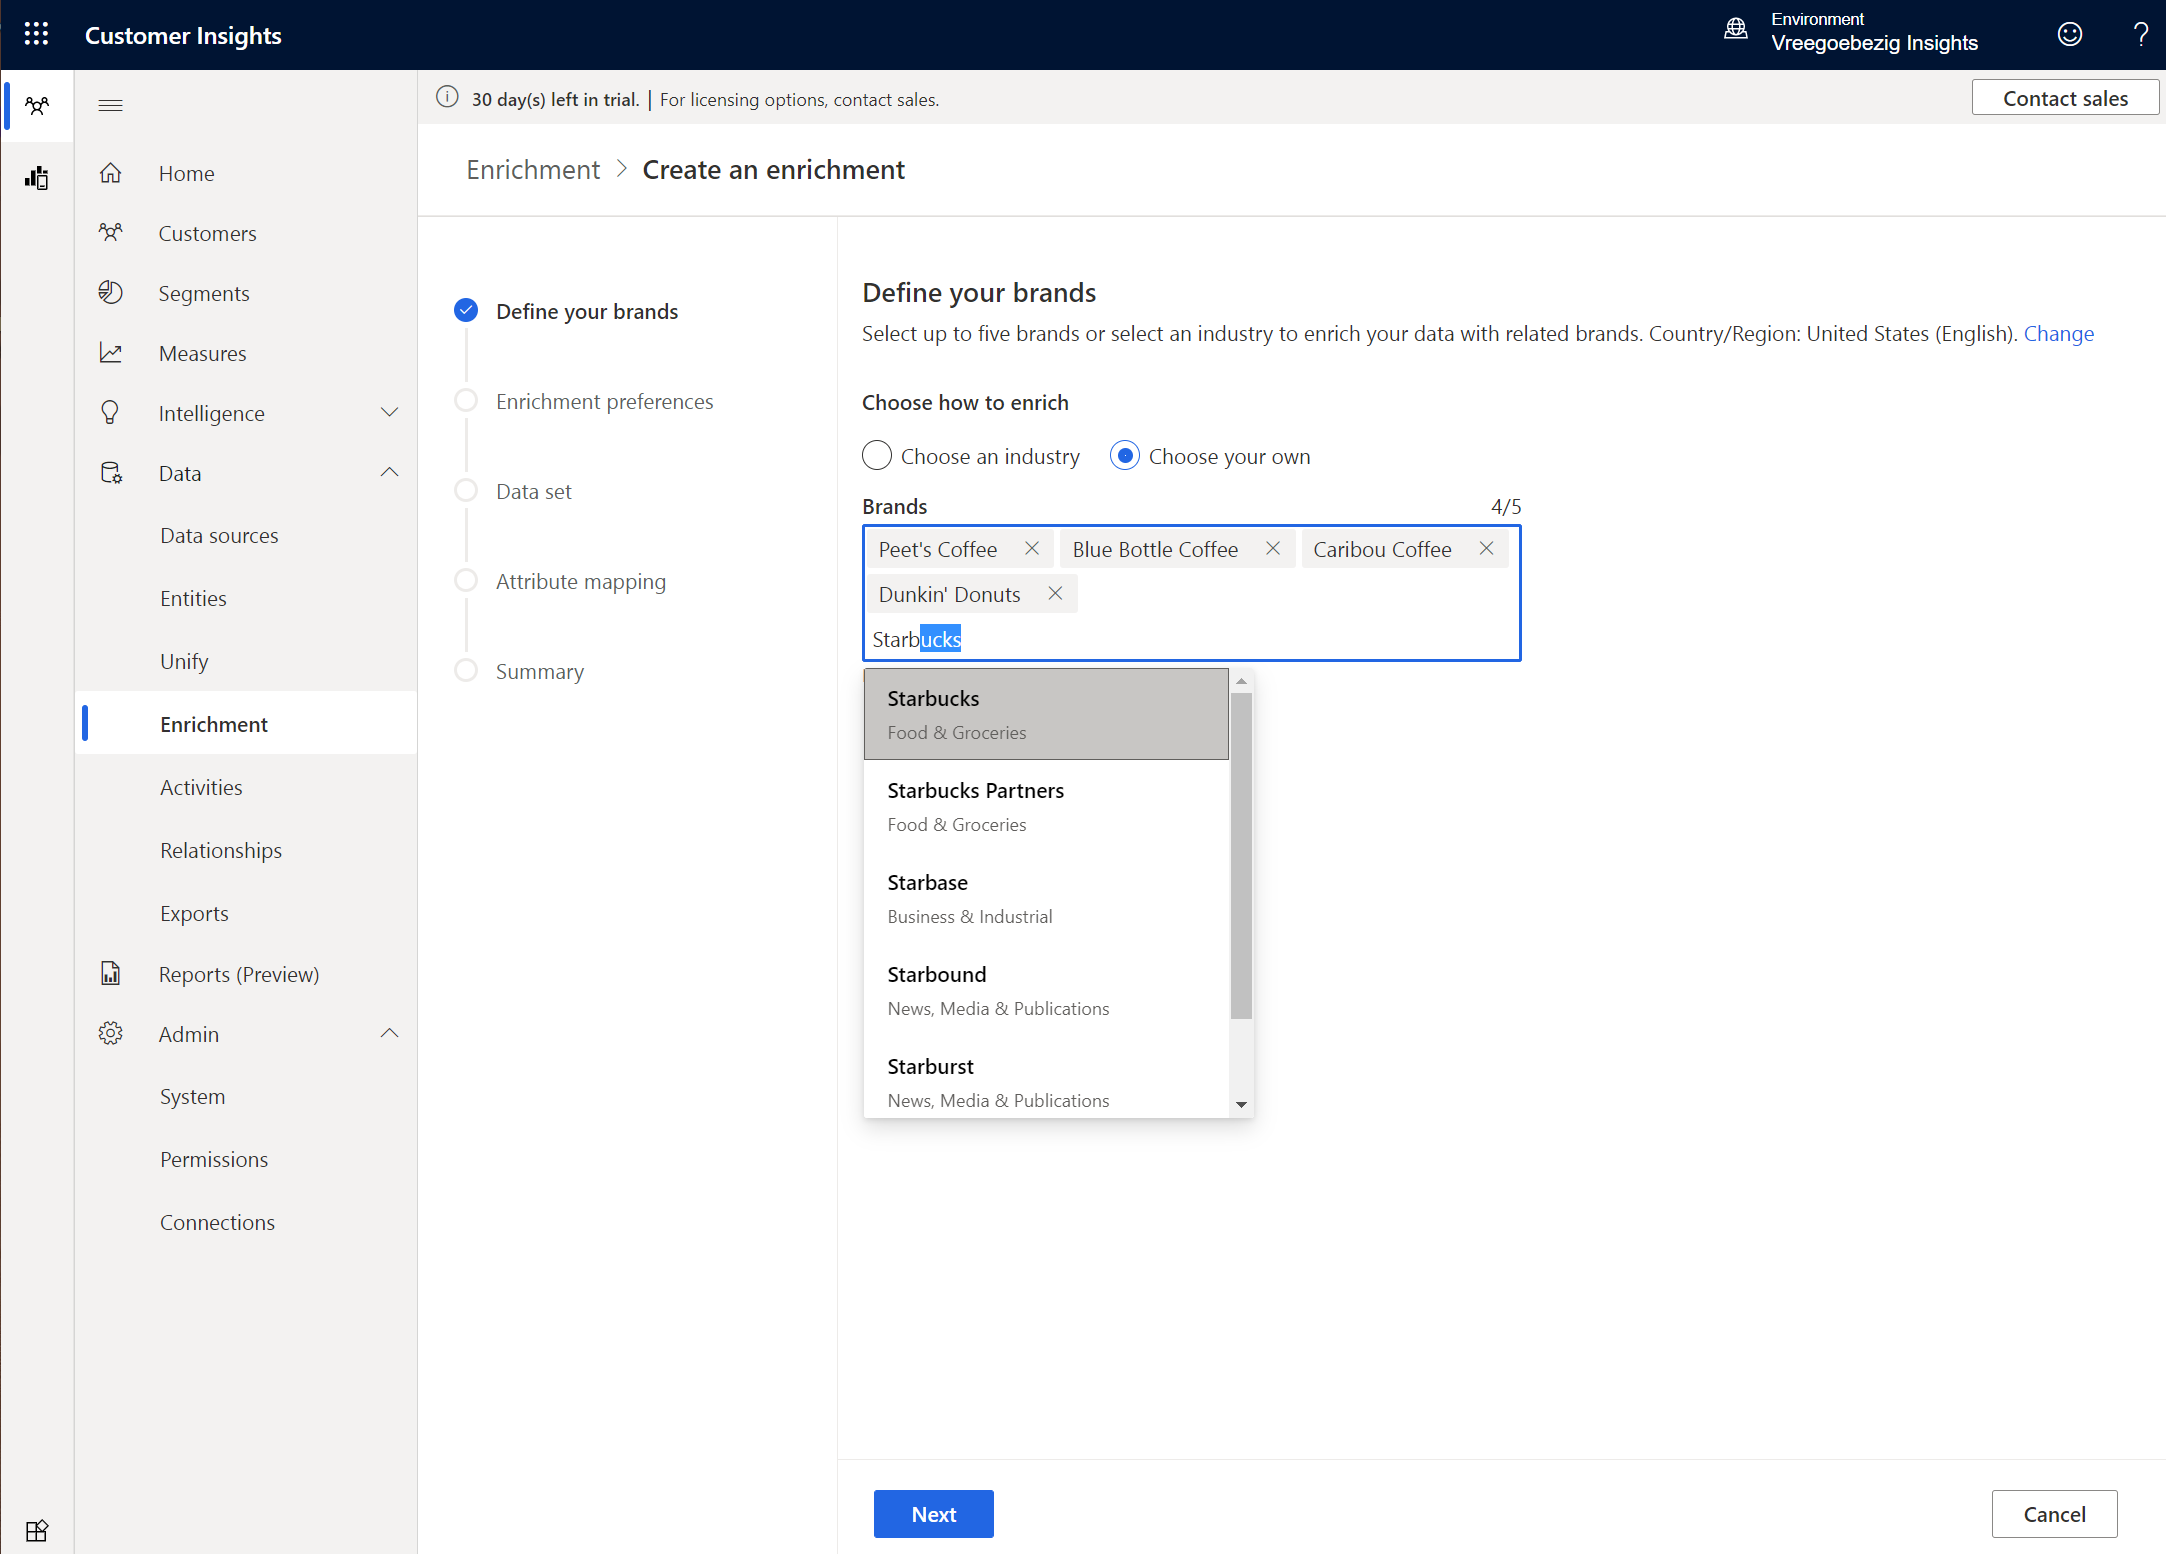 Customer Insights
Environment
Vreegoebezig Insights
?
30 day(s) left in trial. | For licensing options, contact sales.
Contact sales
Home
Customers
Segments
Measures
Intelligence
Data
Data sources
Entities
Unify
Enrichment
Activities
Relationships
Exports
Reports (Preview)
Admin
System
Permissions
Connections
Enrichment > Create an enrichment
Define your brands
Enrichment preferences
Data set
Attribute mapping
Summary
Define your brands
Select up to five brands or select an industry to enrich your data with related brands. Country/Region: United States (English). Change
Choose how to enrich
Choose an industry
Choose your own
Brands
4/5
Peet's Coffee
Blue Bottle Coffee
Caribou Coffee
Dunkin' Donuts
Starbucks
Starbucks
Food & Groceries
Starbucks Partners
Food & Groceries
Starbase
Business & Industrial
Starbound
News, Media & Publications
Starburst
News, Media & Publications
Next
Cancel